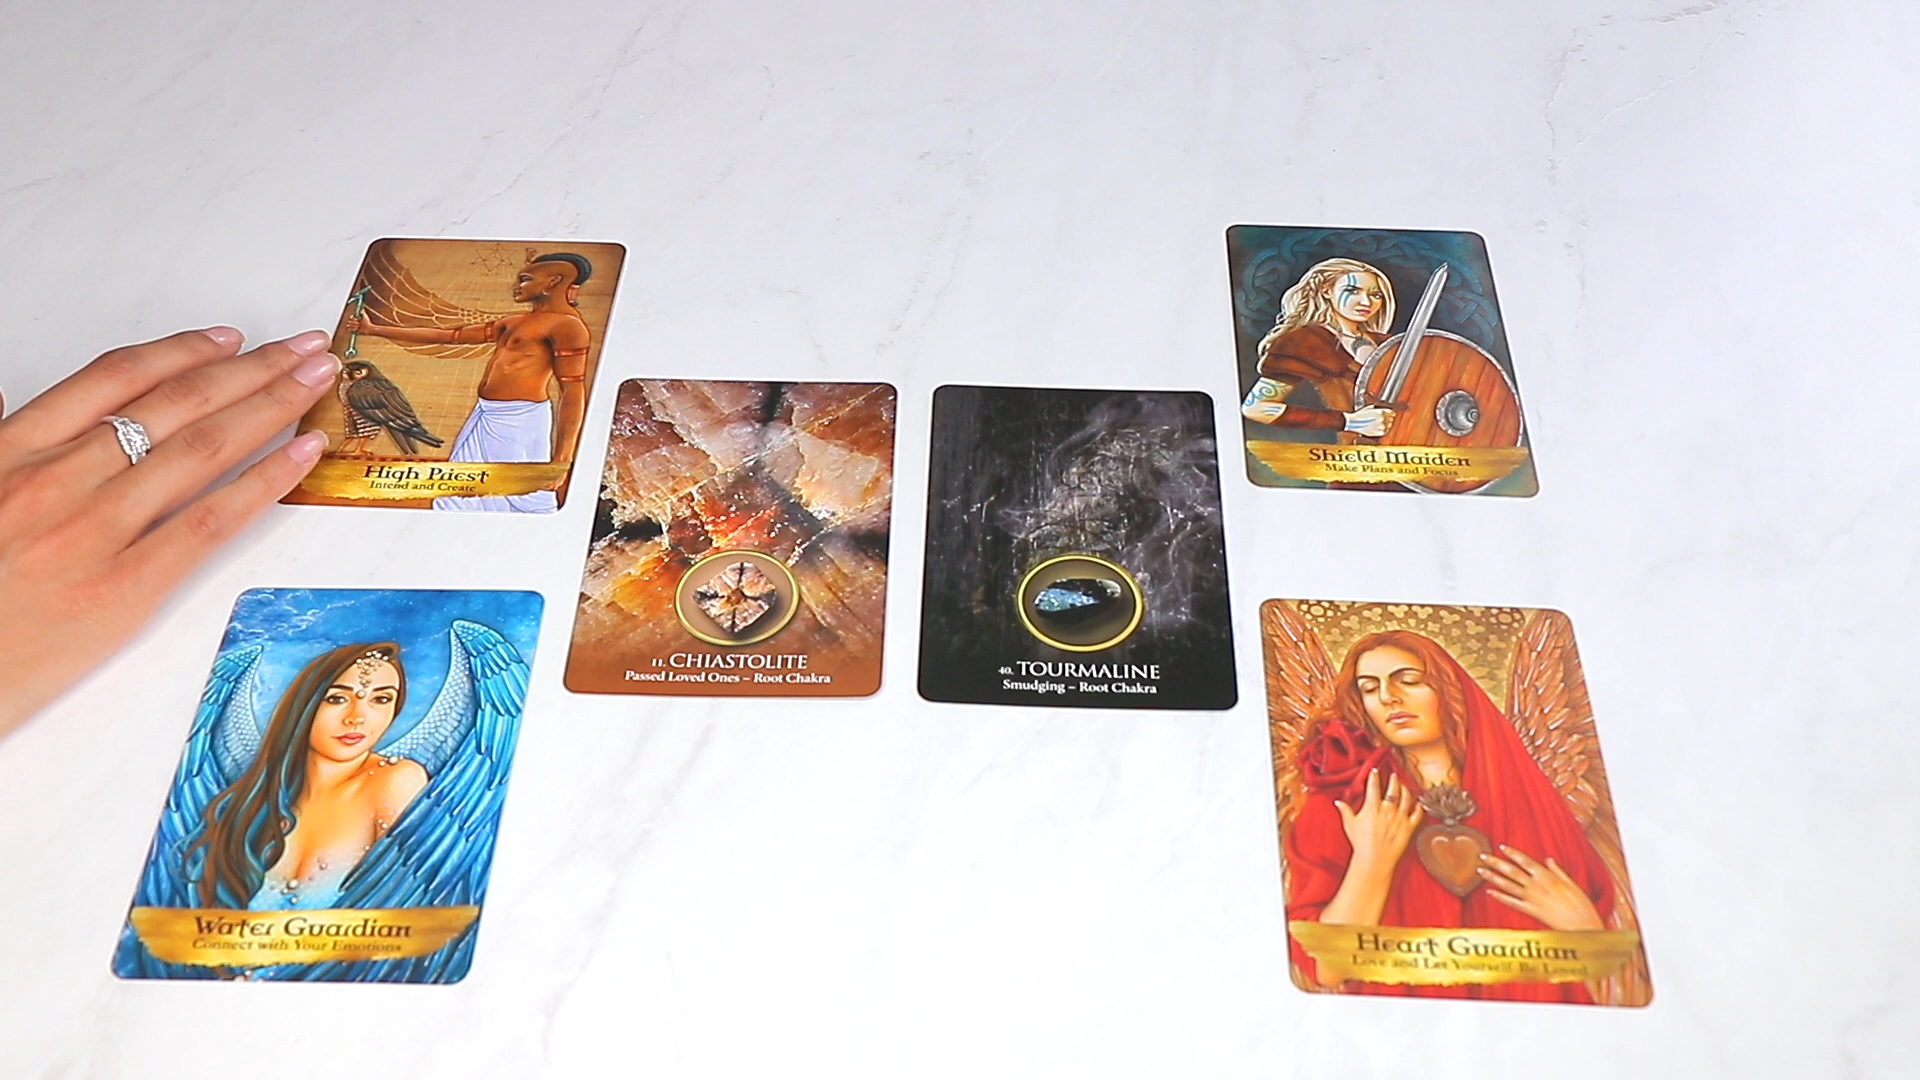 High Priest
Intend and Create
Shield Maiden
Make Plans and Focus
11. CHIASTOLITE
Passed Loved Ones – Root Chakra
40. TOURMALINE
Smudging – Root Chakra
Water Guardian
Connect with Your Emotions
Heart Guardian
Love and Let Yourself Be Loved